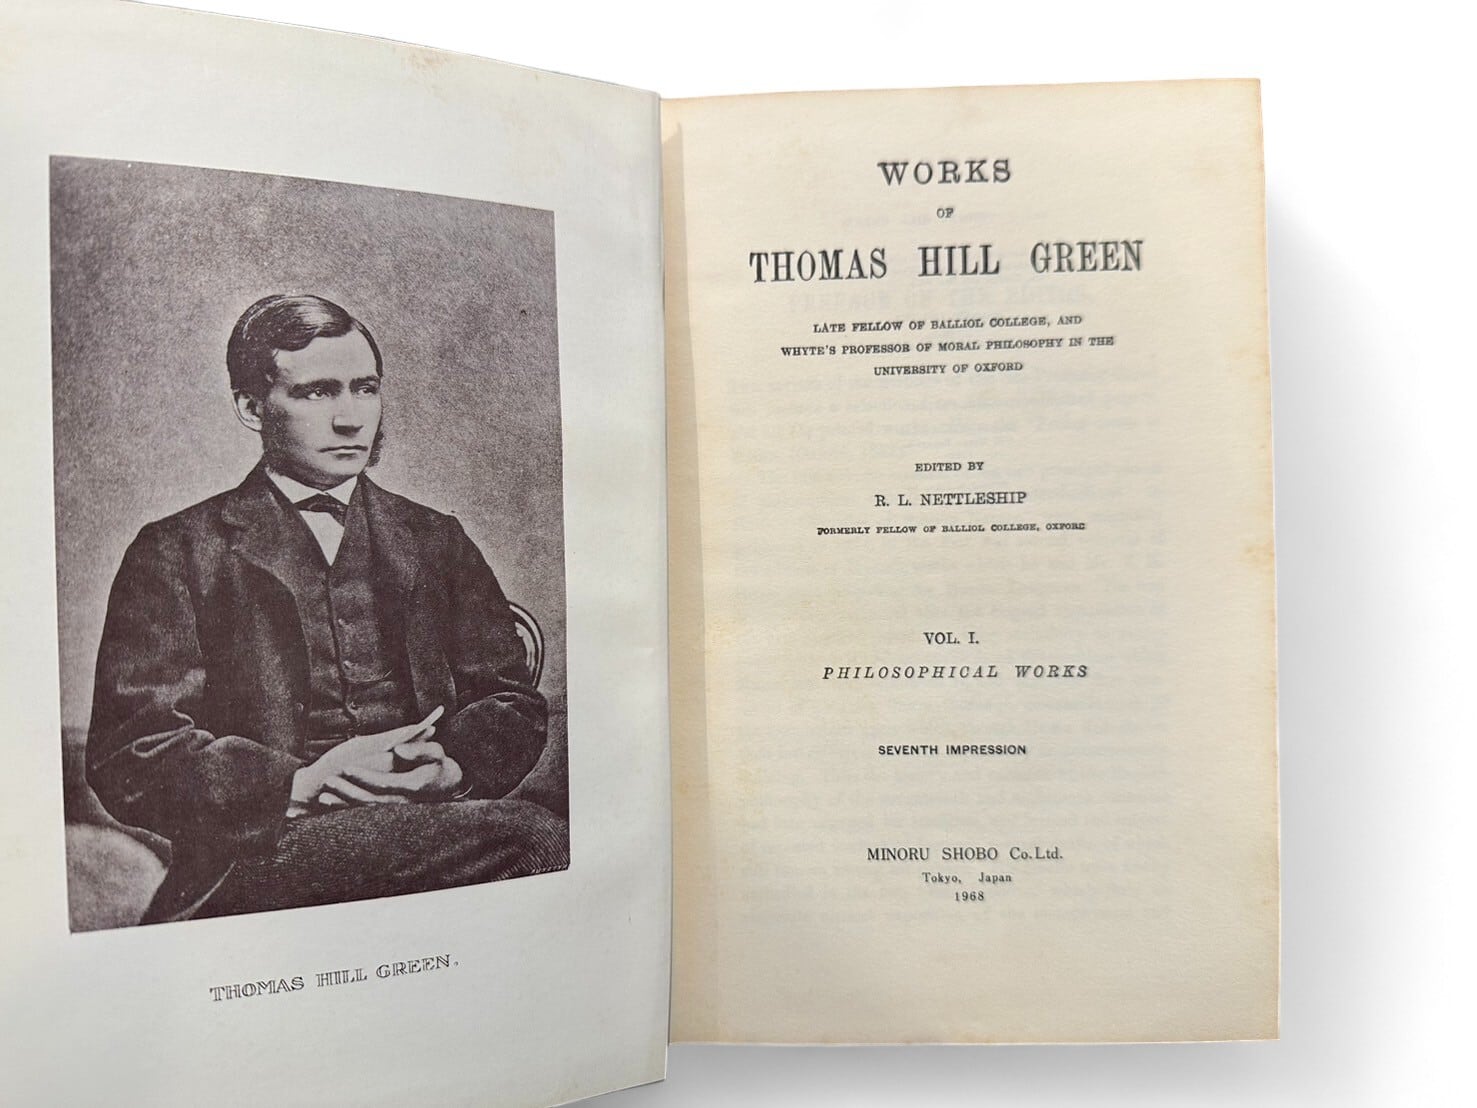 THOMAS HILL GREEN.
WORKS
OF
THOMAS HILL GREEN
LATE FELLOW OF BALLIOL COLLEGE, AND
WHYTE'S PROFESSOR OF MORAL PHILOSOPHY IN THE
UNIVERSITY OF OXFORD
EDITED BY
R. L. NETTLESHIP
FORMERLY FELLOW OF BALLIOL COLLEGE, OXFORD
VOL. I.
PHILOSOPHICAL WORKS
SEVENTH IMPRESSION
MINORU SHOBO Co.Ltd.
Tokyo, Japan
1968